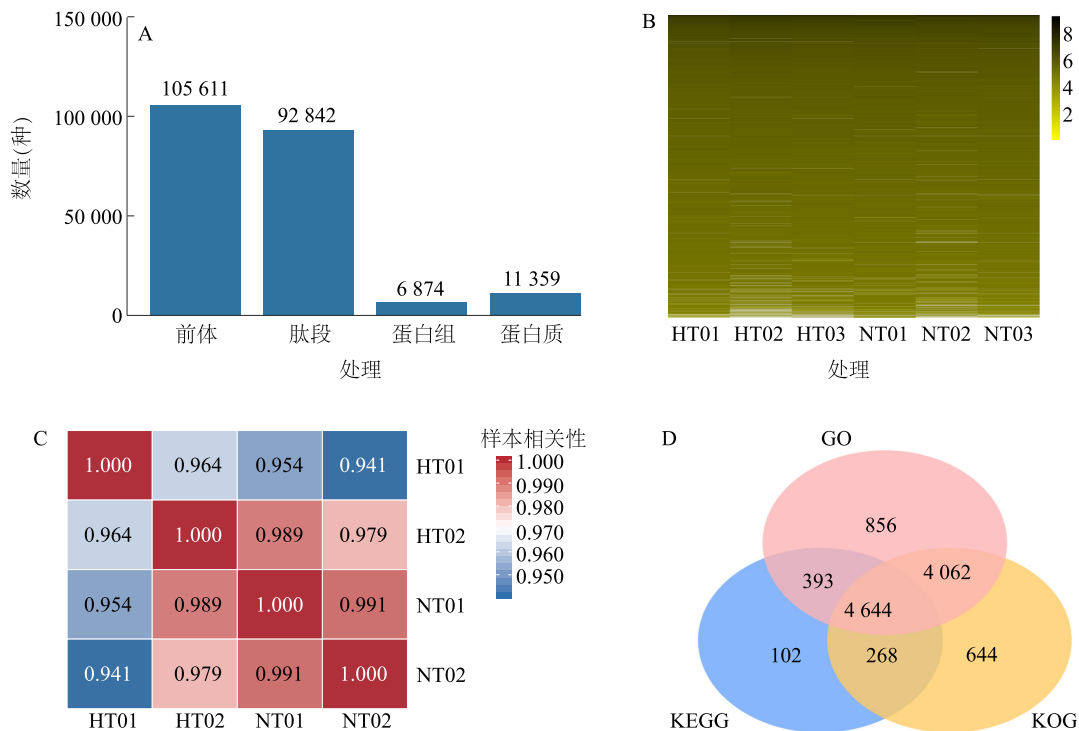 A
150 000
100 000
50 000
0
数量(种)
105 611
92 842
6 874
11 359
前体
肽段
蛋白组
蛋白质
处理
B
8
6
4
2
HT01
HT02
HT03
NT01
NT02
NT03
处理
C
样本相关性
1.000
0.990
0.980
0.970
0.960
0.950
1.000 0.964 0.954 0.941 HT01
0.964 1.000 0.989 0.979 HT02
0.954 0.989 1.000 0.991 NT01
0.941 0.979 0.991 1.000 NT02
HT01 HT02 NT01 NT02
D
GO
856
393
4 062
4 644
102
268
644
KEGG
KOG